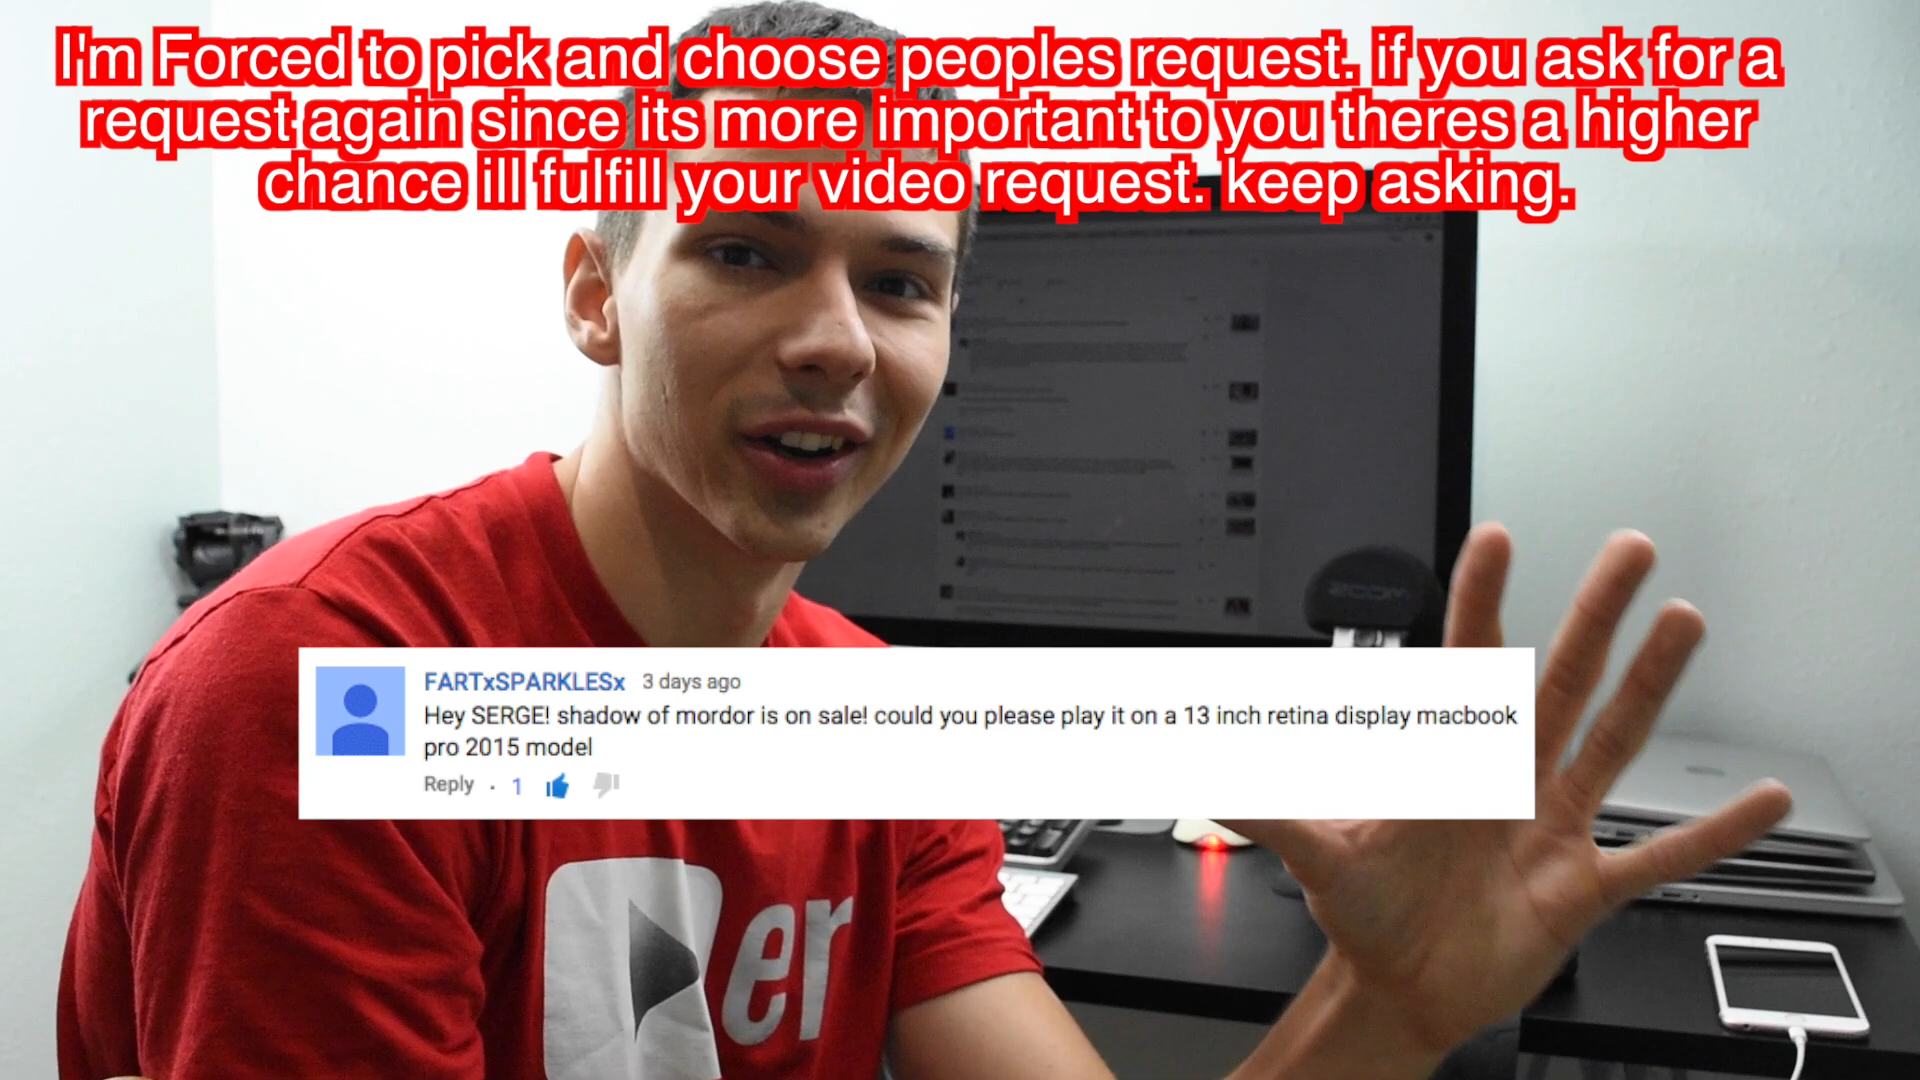 I'm Forced to pick and choose peoples request. if you ask for a
request again since its more important to you theres a higher
chance ill fulfill your video request. keep asking.
ZOOM
FARTxSPARKLESx 3 days ago
Hey SERGE! shadow of mordor is on sale! could you please play it on a 13 inch retina display macbook
pro 2015 model
Reply · 1
er